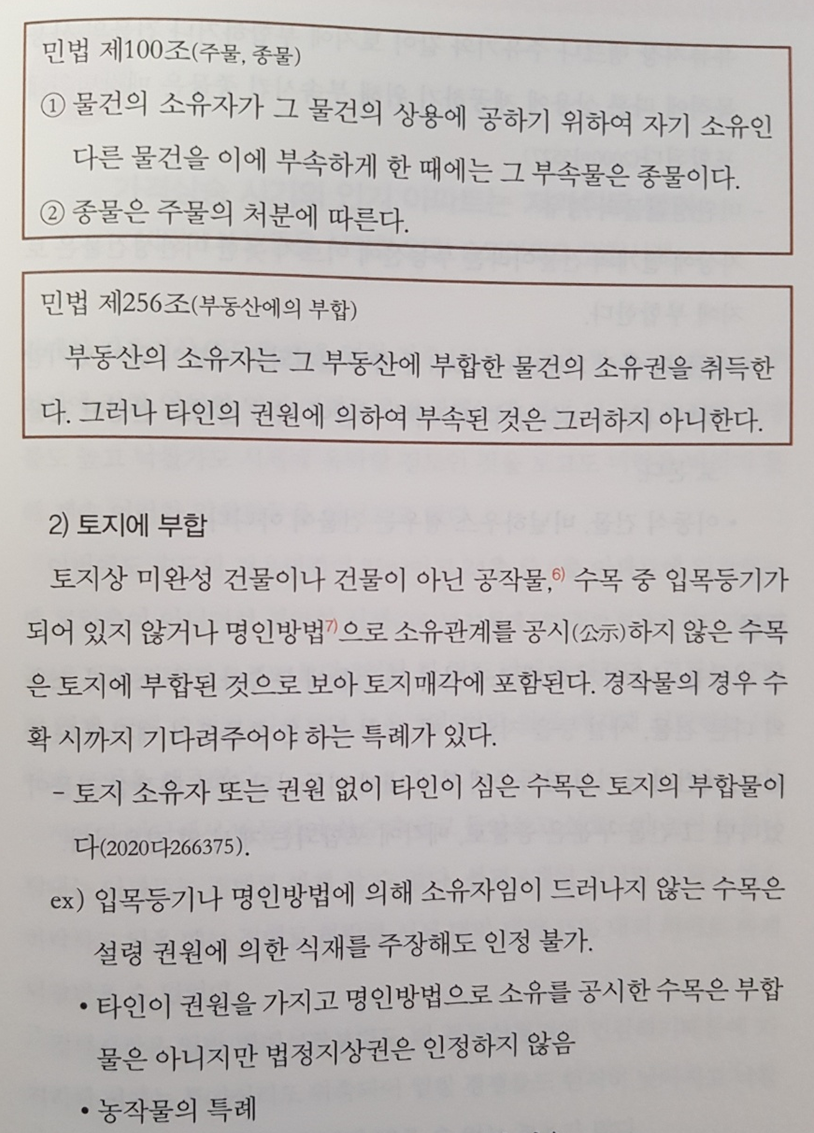 민법 제100조(주물, 종물)
① 물건의 소유자가 그 물건의 상용에 공하기 위하여 자기 소유인
다른 물건을 이에 부속하게 한 때에는 그 부속물은 종물이다.
② 종물은 주물의 처분에 따른다.
민법 제256조(부동산에의 부합)
부동산의 소유자는 그 부동산에 부합한 물건의 소유권을 취득한
다. 그러나 타인의 권원에 의하여 부속된 것은 그러하지 아니한다.
2) 토지에 부합
토지상 미완성 건물이나 건물이 아닌 공작물,6) 수목 중 입목등기가
되어 있지 않거나 명인방법7)으로 소유관계를 공시(公示)하지 않은 수목
은 토지에 부합된 것으로 보아 토지매각에 포함된다. 경작물의 경우 수
확 시까지 기다려주어야 하는 특례가 있다.
- 토지 소유자 또는 권원 없이 타인이 심은 수목은 토지의 부합물이
다(2020다266375).
ex) 입목등기나 명인방법에 의해 소유자임이 드러나지 않는 수목은
설령 권원에 의한 식재를 주장해도 인정 불가.
• 타인이 권원을 가지고 명인방법으로 소유를 공시한 수목은 부합
물은 아니지만 법정지상권은 인정하지 않음
• 농작물의 특례